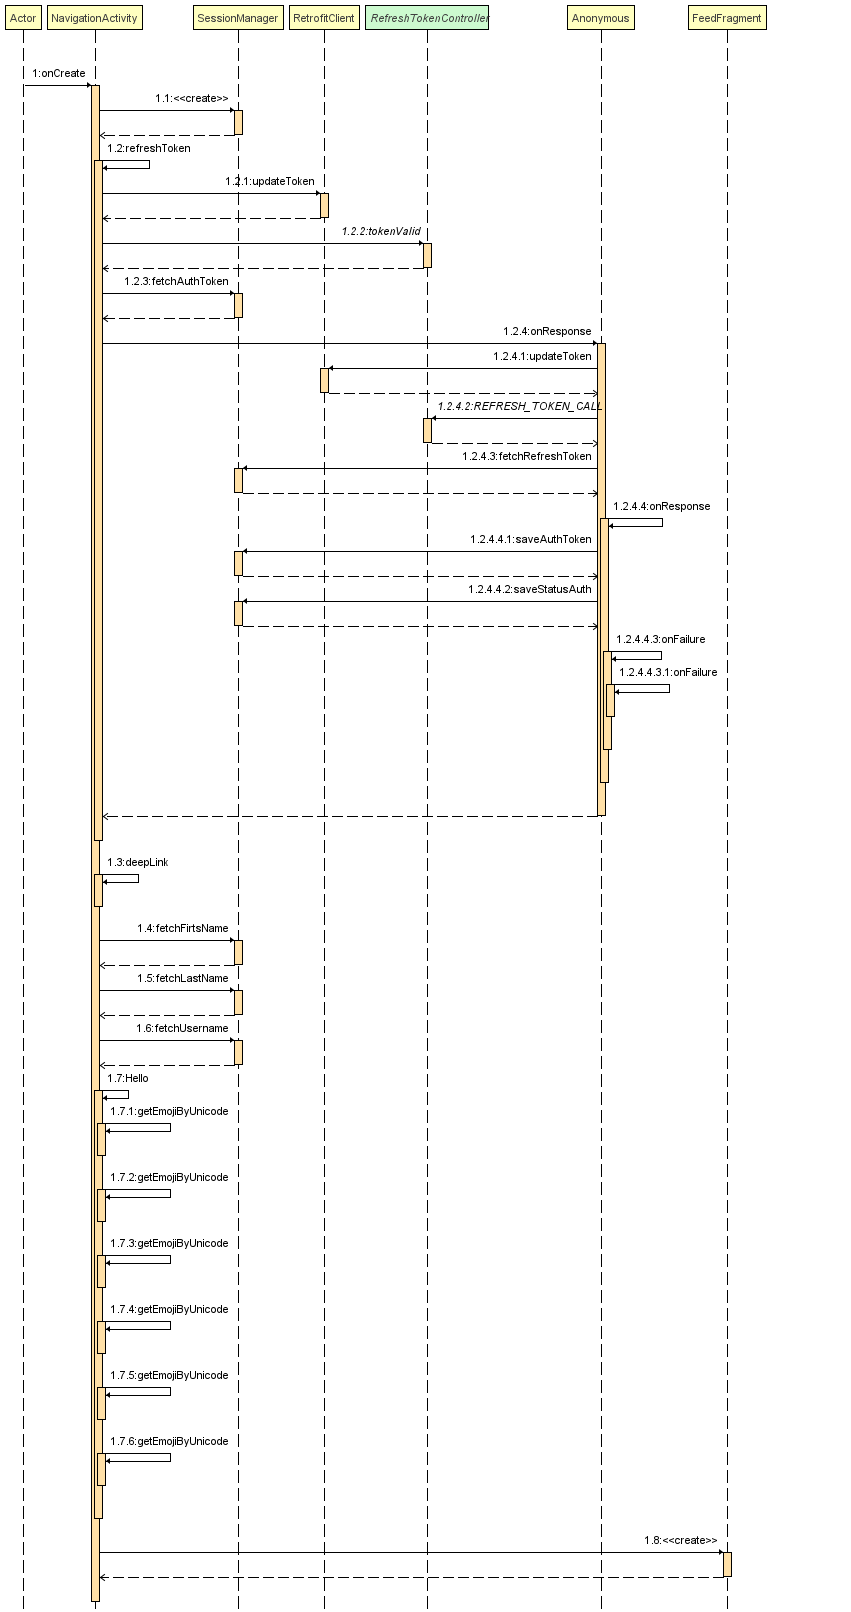 Actor
NavigationActivity
SessionManager
RetrofitClient
RefreshTokenController
Anonymous
FeedFragment
1:onCreate
1.1:<<create>>
1.2:refreshToken
1.2.1:updateToken
1.2.2:tokenValid
1.2.3:fetchAuthToken
1.2.4:onResponse
1.2.4.1:updateToken
1.2.4.2:REFRESH_TOKEN_CALL
1.2.4.3:fetchRefreshToken
1.2.4.4:onResponse
1.2.4.4.1:saveAuthToken
1.2.4.4.2:saveStatusAuth
1.2.4.4.3:onFailure
1.2.4.4.3.1:onFailure
1.3:deepLink
1.4:fetchFirtsName
1.5:fetchLastName
1.6:fetchUsername
1.7:Hello
1.7.1:getEmojiByUnicode
1.7.2:getEmojiByUnicode
1.7.3:getEmojiByUnicode
1.7.4:getEmojiByUnicode
1.7.5:getEmojiByUnicode
1.7.6:getEmojiByUnicode
1.8:<<create>>